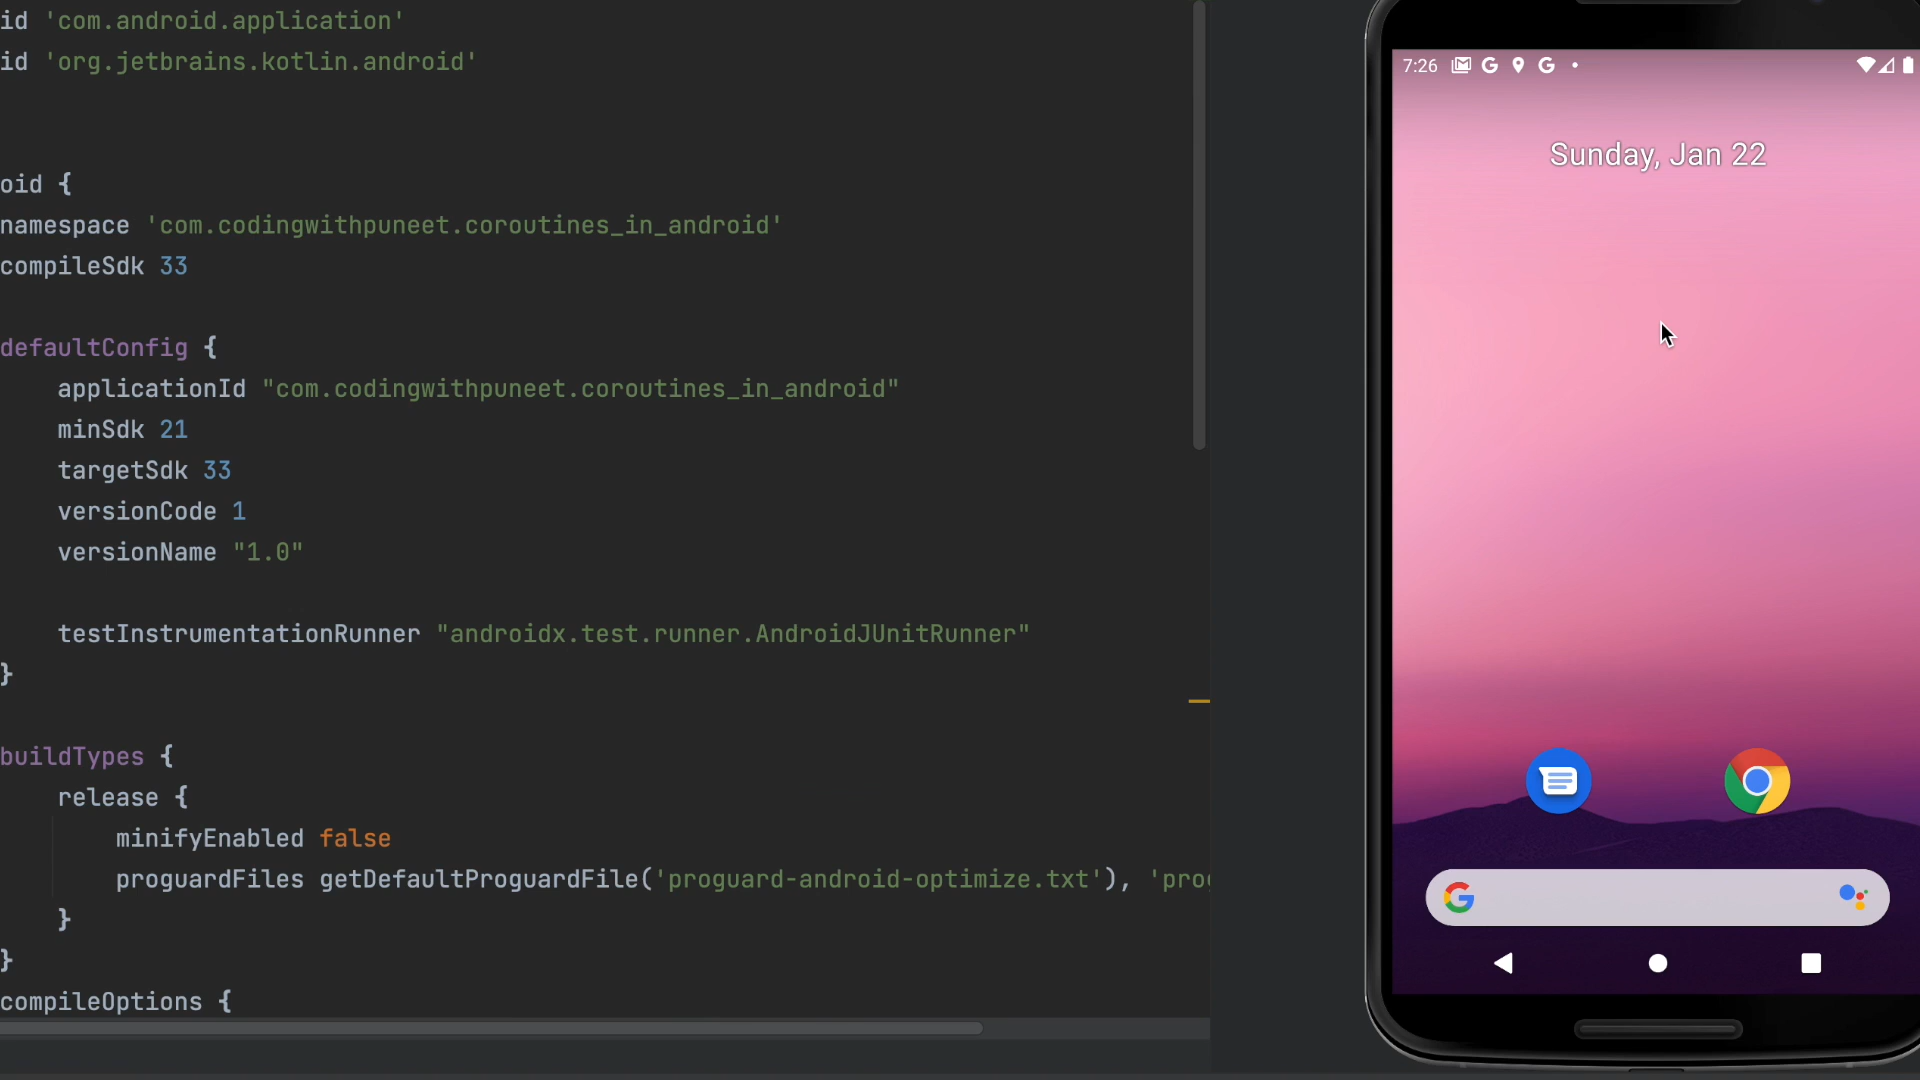 id 'com.android.application'
id 'org.jetbrains.kotlin.android'
oid {
namespace 'com.codingwithpuneet.coroutines_in_android'
compileSdk 33
defaultConfig {
applicationId "com.codingwithpuneet.coroutines_in_android"
minSdk 21
targetSdk 33
versionCode 1
versionName "1.0"
testInstrumentationRunner "androidx.test.runner.AndroidJUnitRunner"
}
buildTypes {
release {
minifyEnabled false
proguardFiles getDefaultProguardFile('proguard-android-optimize.txt'), 'prog
}
}
compileOptions {
7:26
Sunday, Jan 22